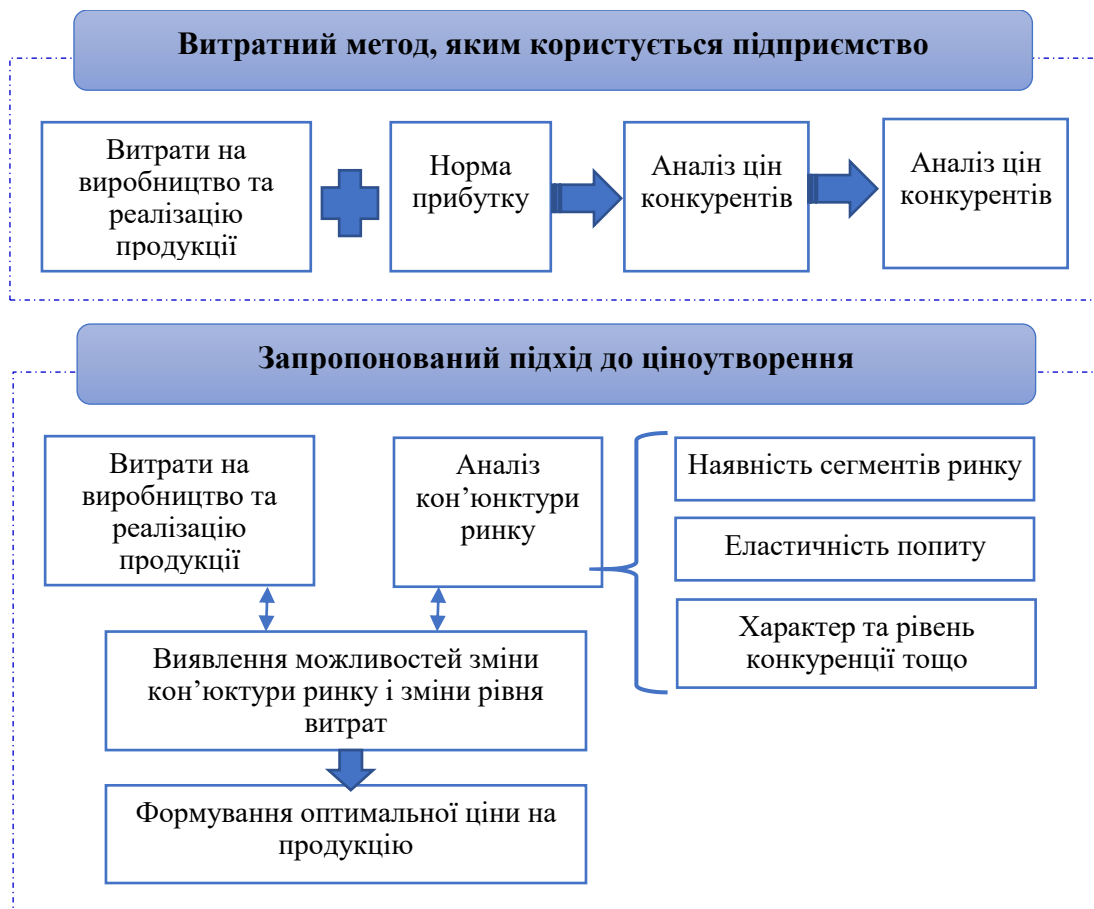 Витратний метод, яким користується підприємство
Витрати на
виробництво та
реалізацію
продукції
Норма
прибутку
Аналіз цін
конкурентів
Аналіз цін
конкурентів
Запропонований підхід до ціноутворення
Витрати на
виробництво та
реалізацію
продукції
Аналіз
кон’юнктури
ринку
Наявність сегментів ринку
Еластичність попиту
Характер та рівень
конкуренції тощо
Виявлення можливостей зміни
кон’юктури ринку і зміни рівня
витрат
Формування оптимальної ціни на
продукцію